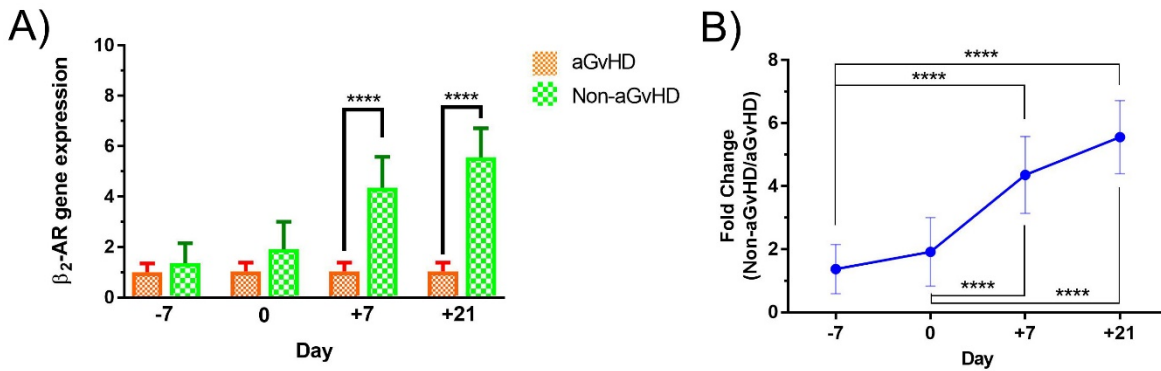 A)
β2-AR gene expression
10
8
6
4
2
0
****
****
-7
0
+7
+21
Day
aGvHD
Non-aGvHD
B)
Fold Change
(Non-aGvHD/aGvHD)
8
6
4
2
0
****
****
****
****
-7
0
+7
+21
Day